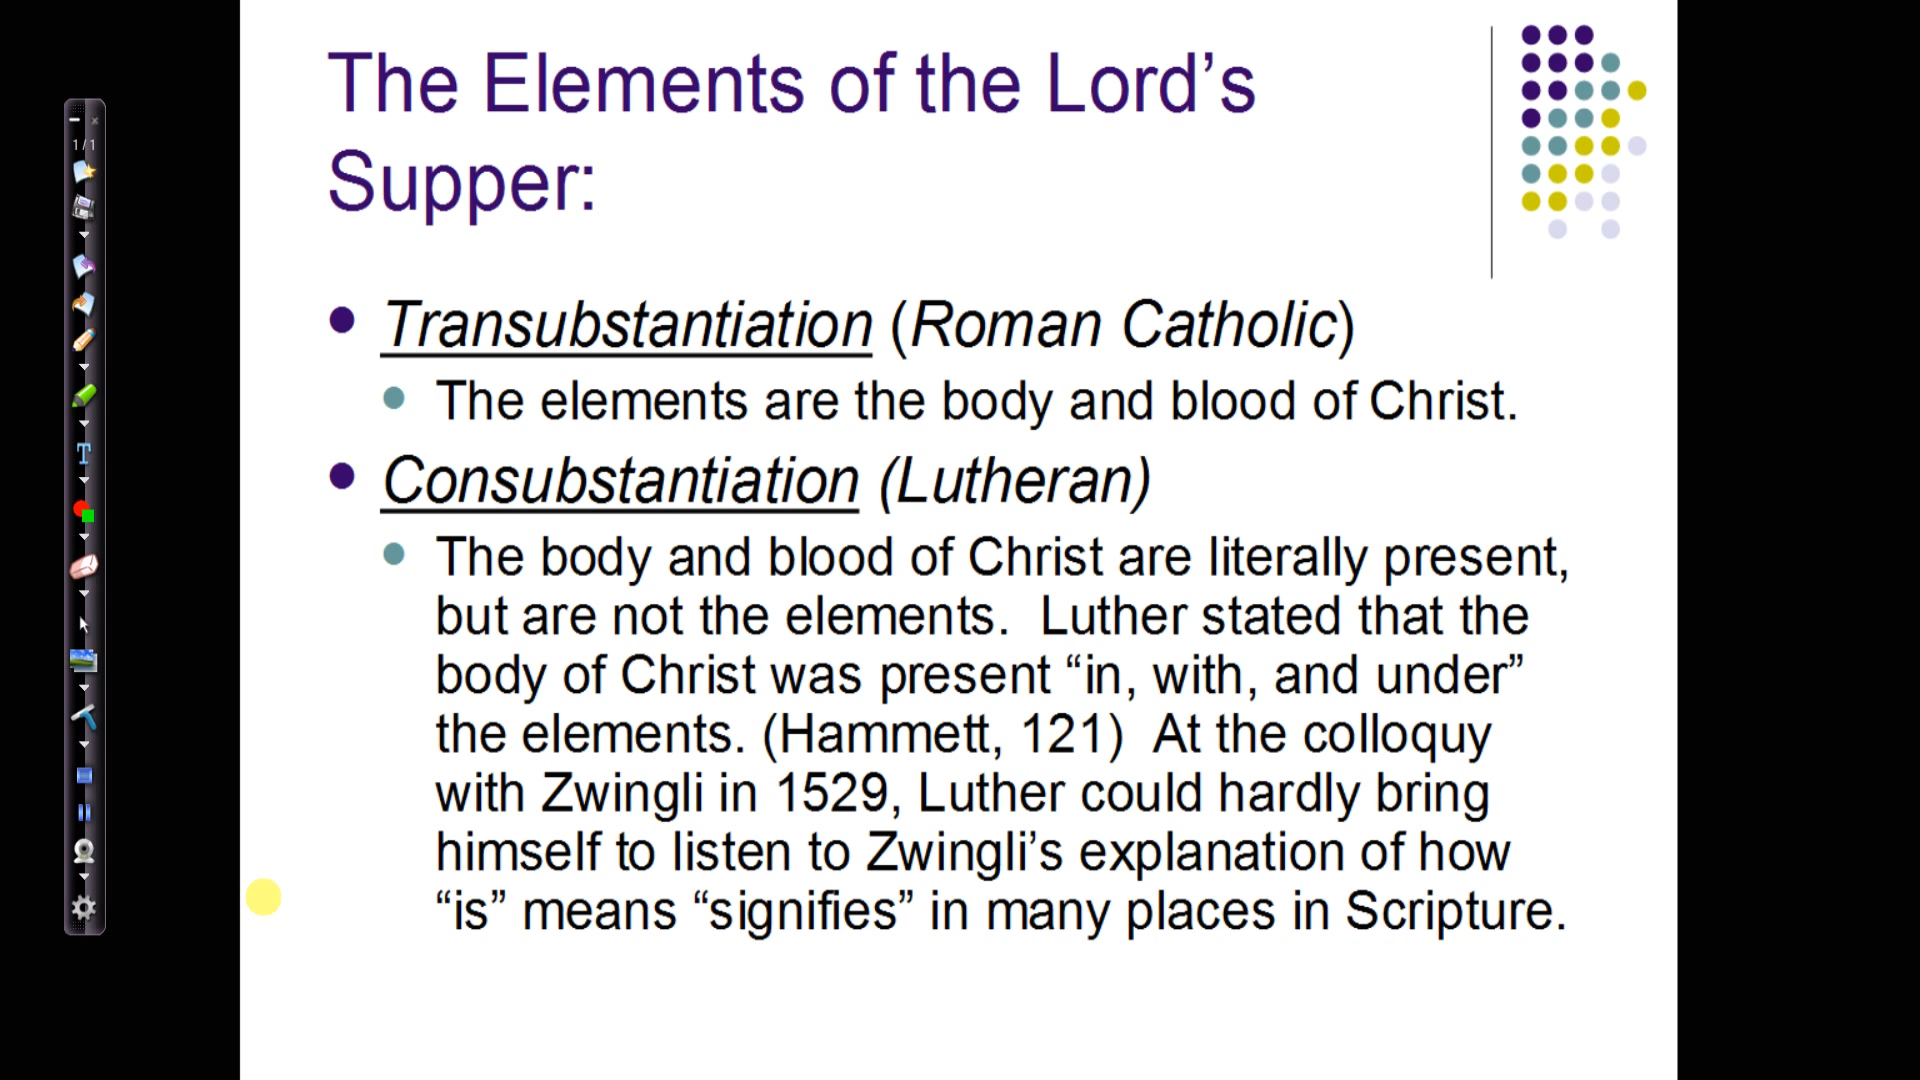 The Elements of the Lord’s
Supper:
1/1
Transubstantiation (Roman Catholic)
The elements are the body and blood of Christ.
Consubstantiation (Lutheran)
The body and blood of Christ are literally present,
but are not the elements.  Luther stated that the
body of Christ was present “in, with, and under”
the elements. (Hammett, 121)  At the colloquy
with Zwingli in 1529, Luther could hardly bring
himself to listen to Zwingli’s explanation of how
“is” means “signifies” in many places in Scripture.
T